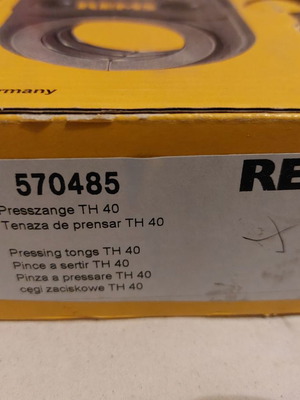 REMS
rmany
570485
RE
Presszange TH 40
Tenaza de prensar TH 40
Pressing tongs TH 40
Pince a sertir TH 40
Pinza a pressare TH 40
cęgi zaciskowe TH 40